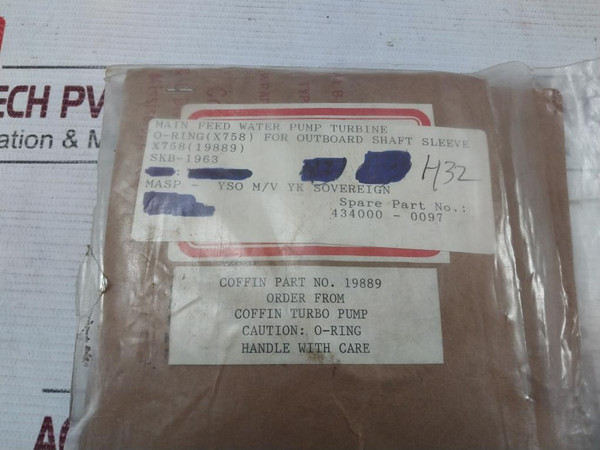 MAIN FEED WATER PUMP TURBINE
O-RING(X758) FOR OUTBOARD SHAFT SLEEVE
X758(19889)
SKB-1963
H32
MASP - YSO M/V YK SOVEREIGN
Spare Part No.:
434000 - 0097
COFFIN PART NO. 19889
ORDER FROM
COFFIN TURBO PUMP
CAUTION: O-RING
HANDLE WITH CARE
TECH PV
ation & M